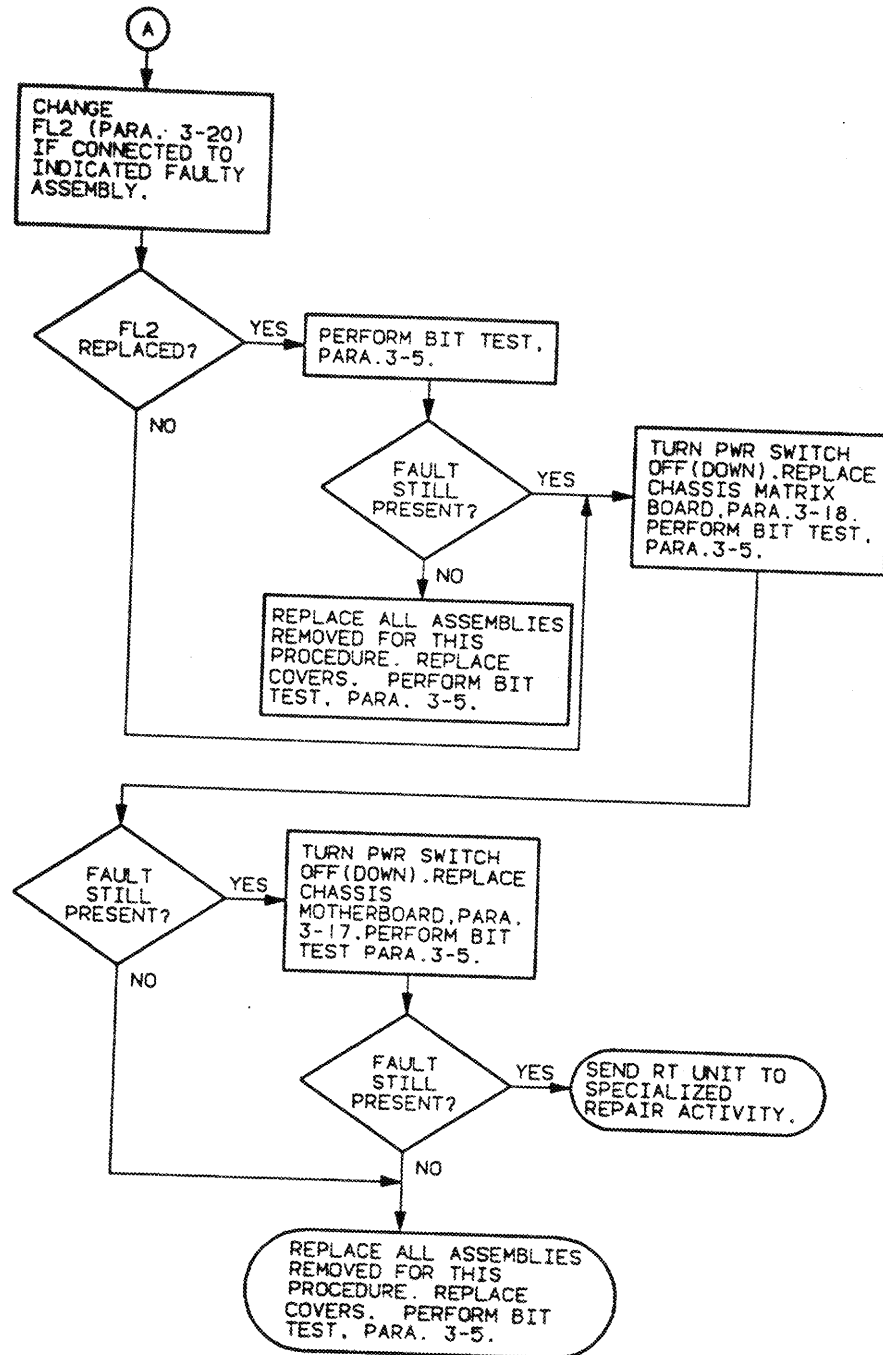 A
CHANGE
FL2 (PARA. 3-20)
IF CONNECTED TO
INDICATED FAULTY
ASSEMBLY.
FL2
REPLACED?
YES
NO
PERFORM BIT TEST,
PARA.3-5.
FAULT
STILL
PRESENT?
YES
NO
TURN PWR SWITCH
OFF(DOWN).REPLACE
CHASSIS MATRIX
BOARD,PARA.3-18.
PERFORM BIT TEST,
PARA.3-5.
REPLACE ALL ASSEMBLIES
REMOVED FOR THIS
PROCEDURE. REPLACE
COVERS. PERFORM BIT
TEST, PARA. 3-5.
FAULT
STILL
PRESENT?
YES
NO
TURN PWR SWITCH
OFF(DOWN).REPLACE
CHASSIS
MOTHERBOARD,PARA.
3-17.PERFORM BIT
TEST PARA.3-5.
FAULT
STILL
PRESENT?
YES
NO
SEND RT UNIT TO
SPECIALIZED
REPAIR ACTIVITY.
REPLACE ALL ASSEMBLIES
REMOVED FOR THIS
PROCEDURE. REPLACE
COVERS. PERFORM BIT
TEST, PARA. 3-5.